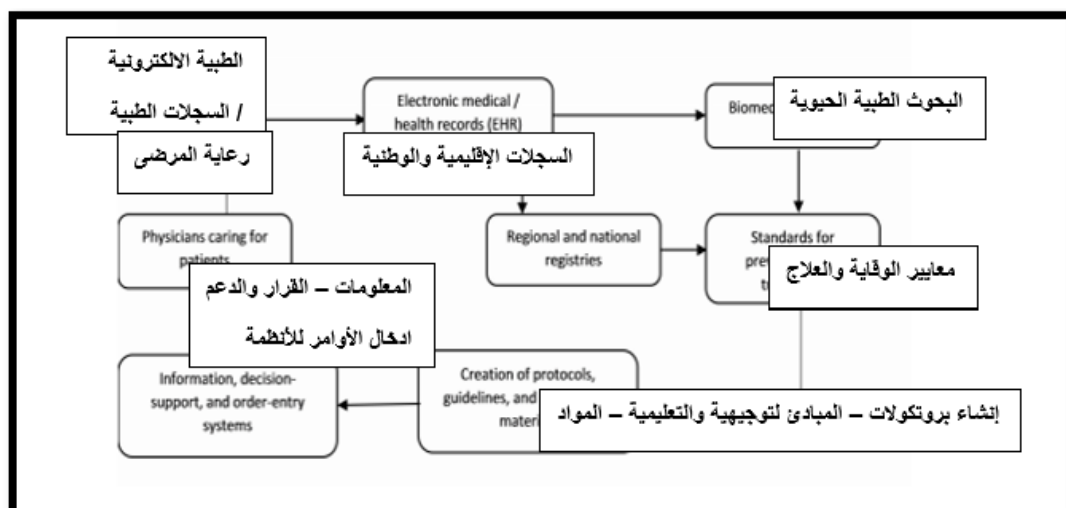 الطبية الالكترونية
/ السجلات الطبية
Electronic medical /
health records (EHR)
البحوث الطبية الحيوية
رعاية المرضى
السجلات الإقليمية والوطنية
Physicians caring for
patients
Regional and national
registries
Standards for
معايير الوقاية والعلاج
المعلومات – القرار والدعم
ادخال الأوامر للأنظمة
Information, decision-
support, and order-entry
systems
Creation of protocols,
guidelines, and
إنشاء بروتكولات – المبادئ لتوجيهية والتعليمية – المواد